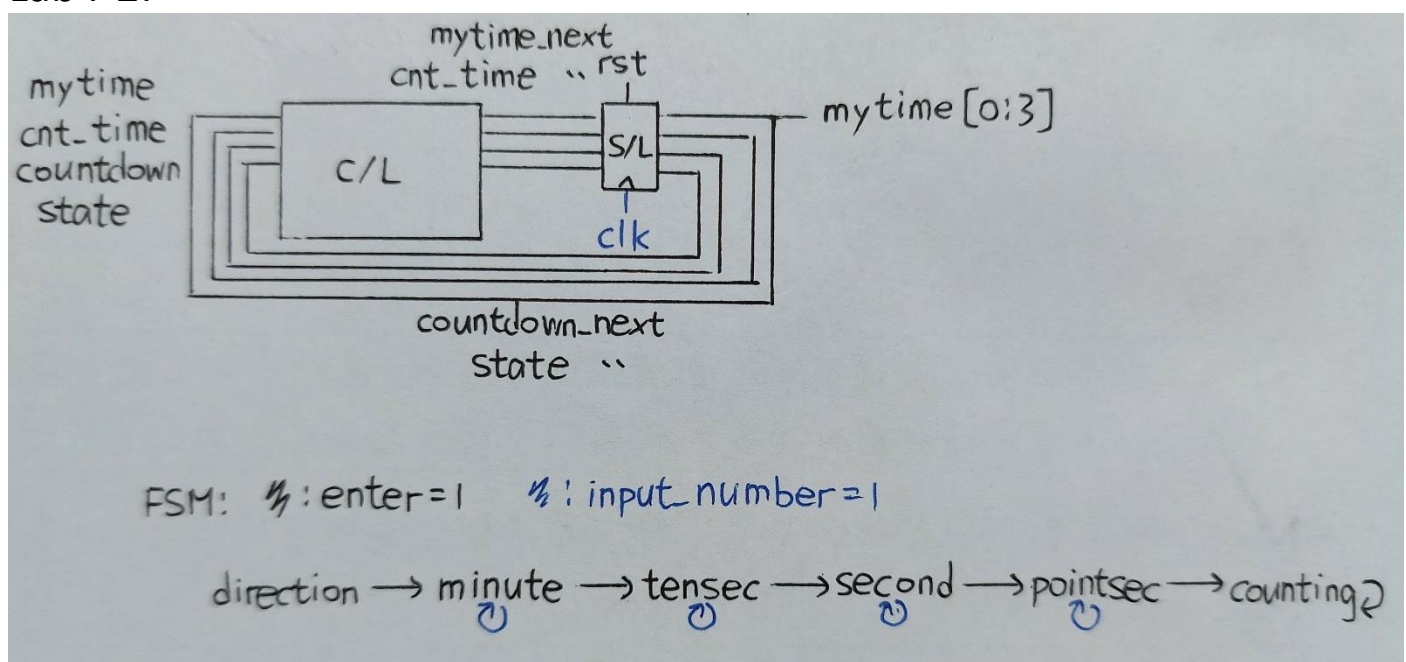 mytime_next
cnt_time " rst
mytime
cnt_time
countdown
state
C/L
S/L
clk
mytime [0:3]
countdown_next
state "
FSM: : enter=1 : input_number=1
direction → minute → tensec → second → pointsec → counting